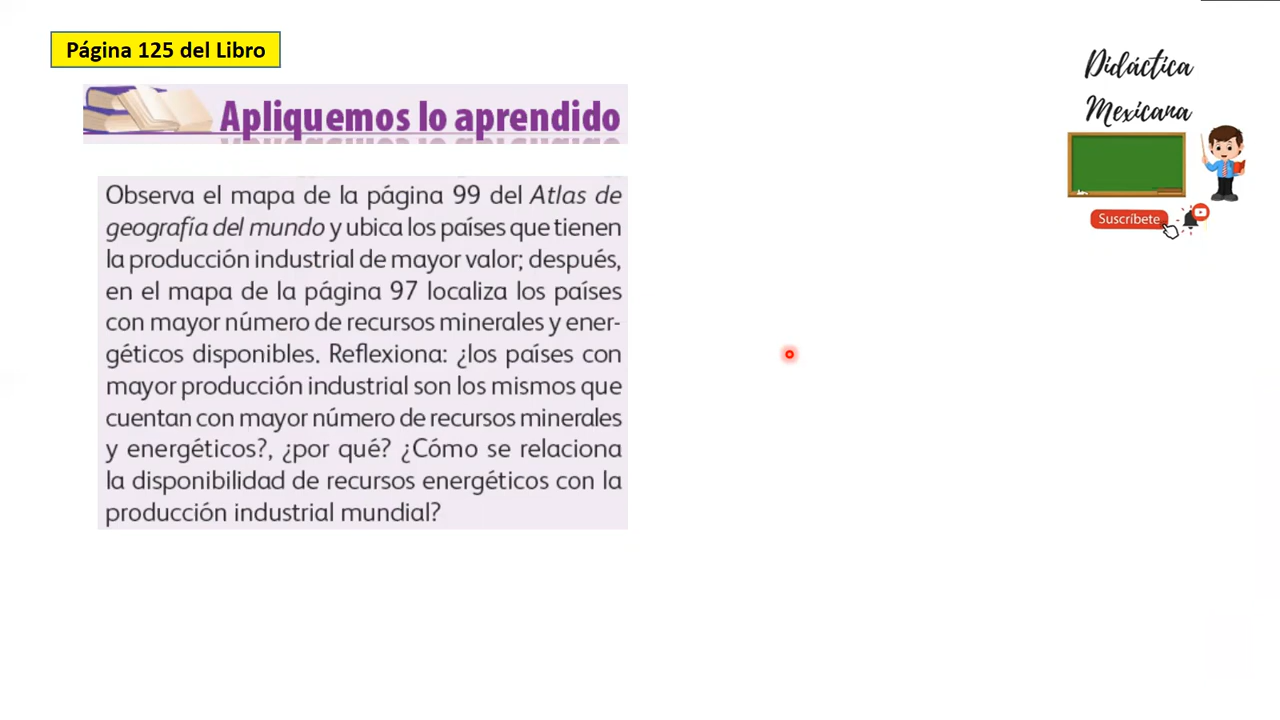 Página 125 del Libro
Didáctica
Mexicana
Suscríbete
Apliquemos lo aprendido
Observa el mapa de la página 99 del Atlas de
geografía del mundo y ubica los países que tienen
la producción industrial de mayor valor; después,
en el mapa de la página 97 localiza los países
con mayor número de recursos minerales y ener-
géticos disponibles. Reflexiona: ¿los países con
mayor producción industrial son los mismos que
cuentan con mayor número de recursos minerales
y energéticos?, ¿por qué? ¿Cómo se relaciona
la disponibilidad de recursos energéticos con la
producción industrial mundial?